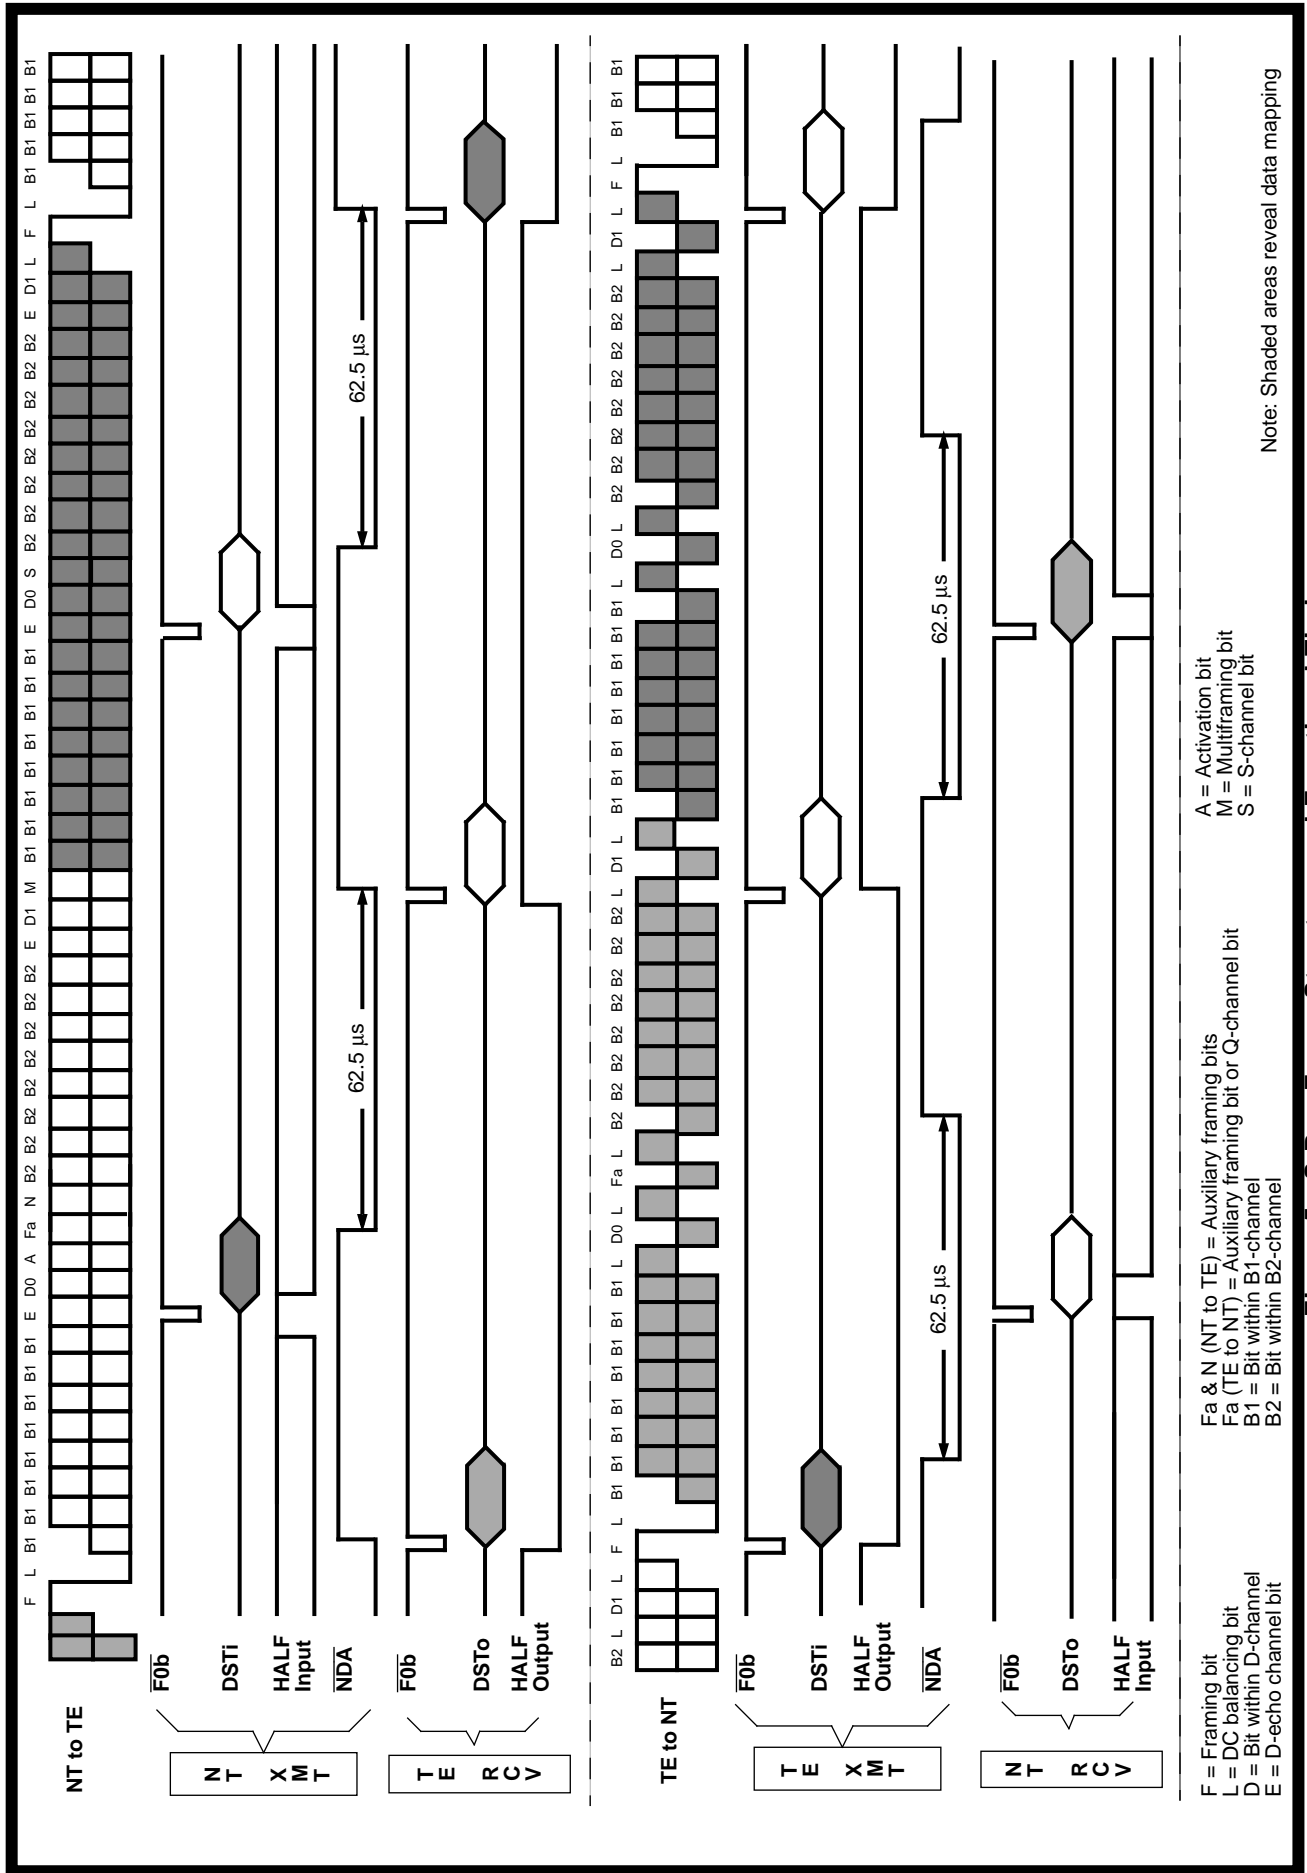 F L B1 B1 B1 B1 B1 B1 B1 B1 E D0 A Fa N B2 B2 B2 B2 B2 B2 B2 B2 E D1 M B1 B1 B1 B1 B1 B1 B1 B1 E D0 S B2 B2 B2 B2 B2 B2 B2 B2 E D1 L F L B1 B1 B1 B1 B1
NT to TE
NT XMT
F0b
DSTi
HALF
Input
NDA
62.5 µs
62.5 µs
TE RCV
F0b
DSTo
HALF
Output
B2 L D1 L F L B1 B1 B1 B1 B1 B1 B1 B1 L D0 L Fa L B2 B2 B2 B2 B2 B2 B2 B2 L D1 L B1 B1 B1 B1 B1 B1 B1 B1 L D0 L B2 B2 B2 B2 B2 B2 B2 B2 L D1 L F L B1 B1 B1
TE to NT
TE XMT
F0b
DSTi
HALF
Output
NDA
62.5 µs
62.5 µs
NT RCV
F0b
DSTo
HALF
Input
F = Framing bit
L = DC balancing bit
D = Bit within D-channel
E = D-echo channel bit
Fa & N (NT to TE) = Auxiliary framing bits
Fa (TE to NT) = Auxiliary framing bit or Q-channel bit
B1 = Bit within B1-channel
B2 = Bit within B2-channel
A = Activation bit
M = Multiframing bit
S = S-channel bit
Note: Shaded areas reveal data mapping